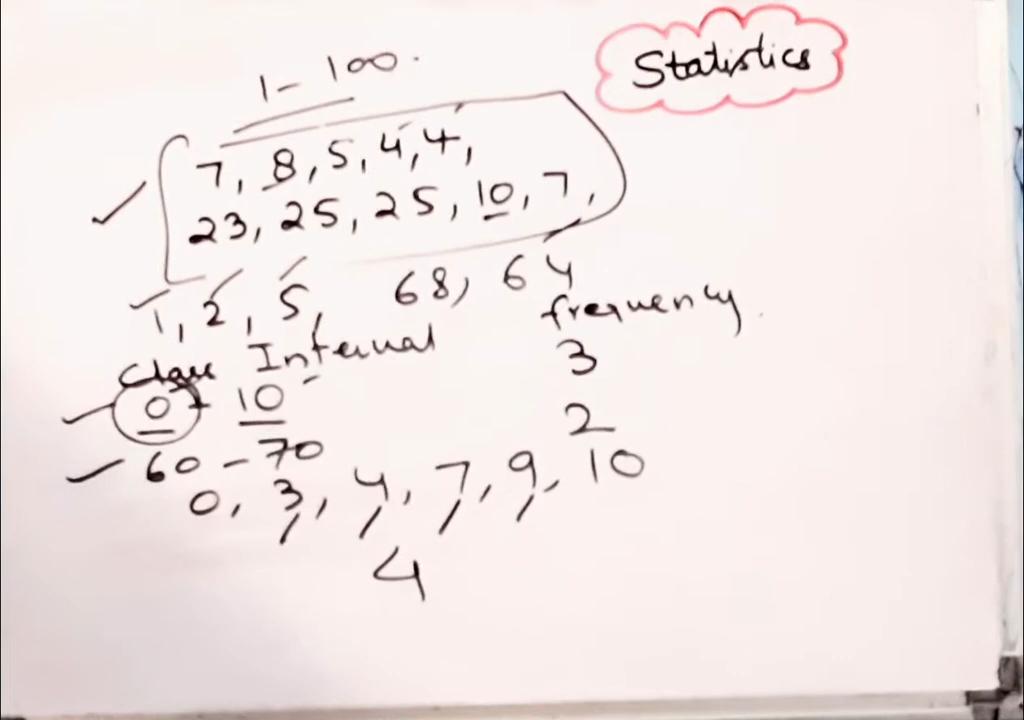 Statistics
1 - 100.
7, 8, 5, 4, 4,
23, 25, 25, 10, 7,
1, 2, 5, 68, 64
Class Interval frequency
0 - 10 3
60 - 70 2
0, 3, 4, 7, 9, 10
4